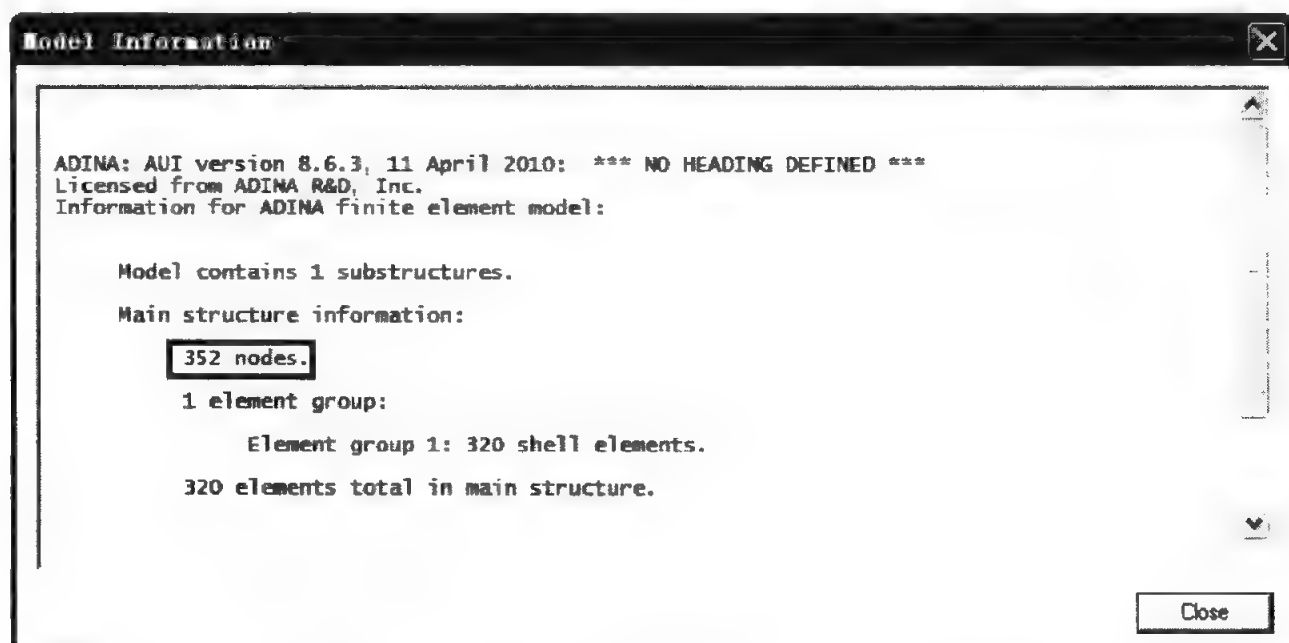 Model Information
ADINA: AUI version 8.6.3, 11 April 2010: *** NO HEADING DEFINED ***
Licensed from ADINA R&D, Inc.
Information for ADINA finite element model:
Model contains 1 substructures.
Main structure information:
352 nodes.
1 element group:
Element group 1: 320 shell elements.
320 elements total in main structure.
Close